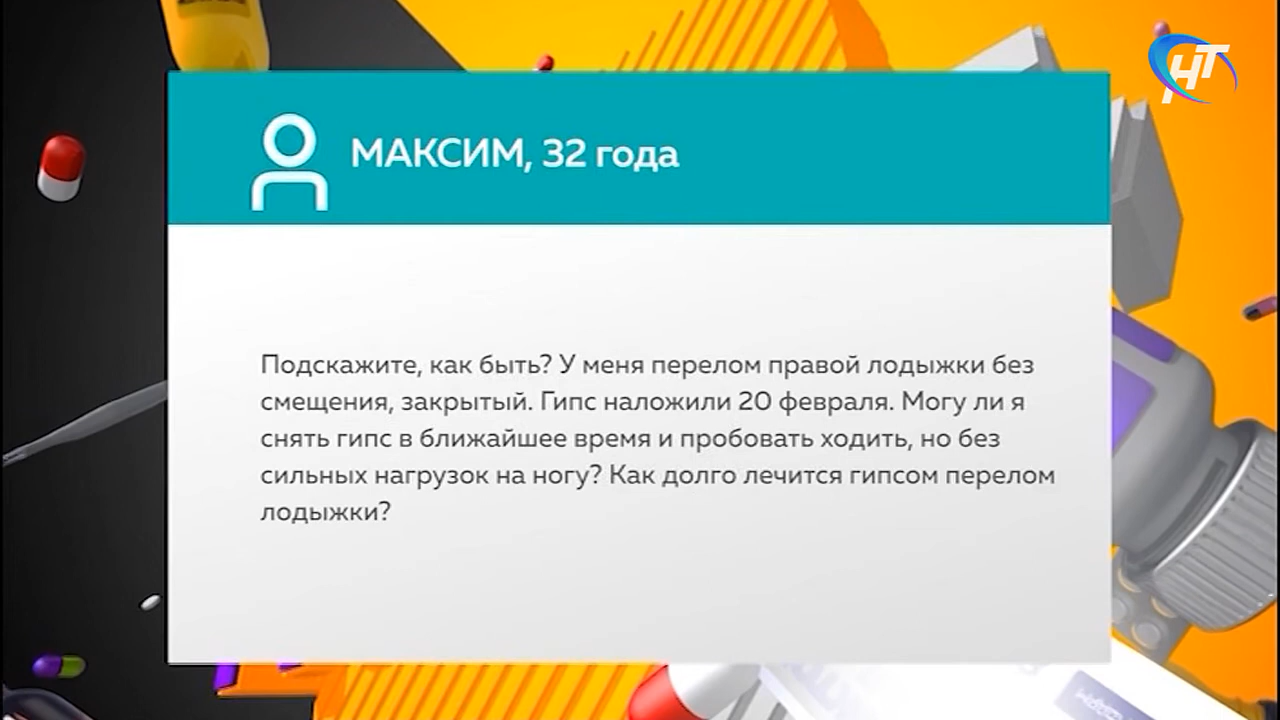 НТ
МАКСИМ, 32 года
Подскажите, как быть? У меня перелом правой лодыжки без
смещения, закрытый. Гипс наложили 20 февраля. Могу ли я
снять гипс в ближайшее время и пробовать ходить, но без
сильных нагрузок на ногу? Как долго лечится гипсом перелом
лодыжки?